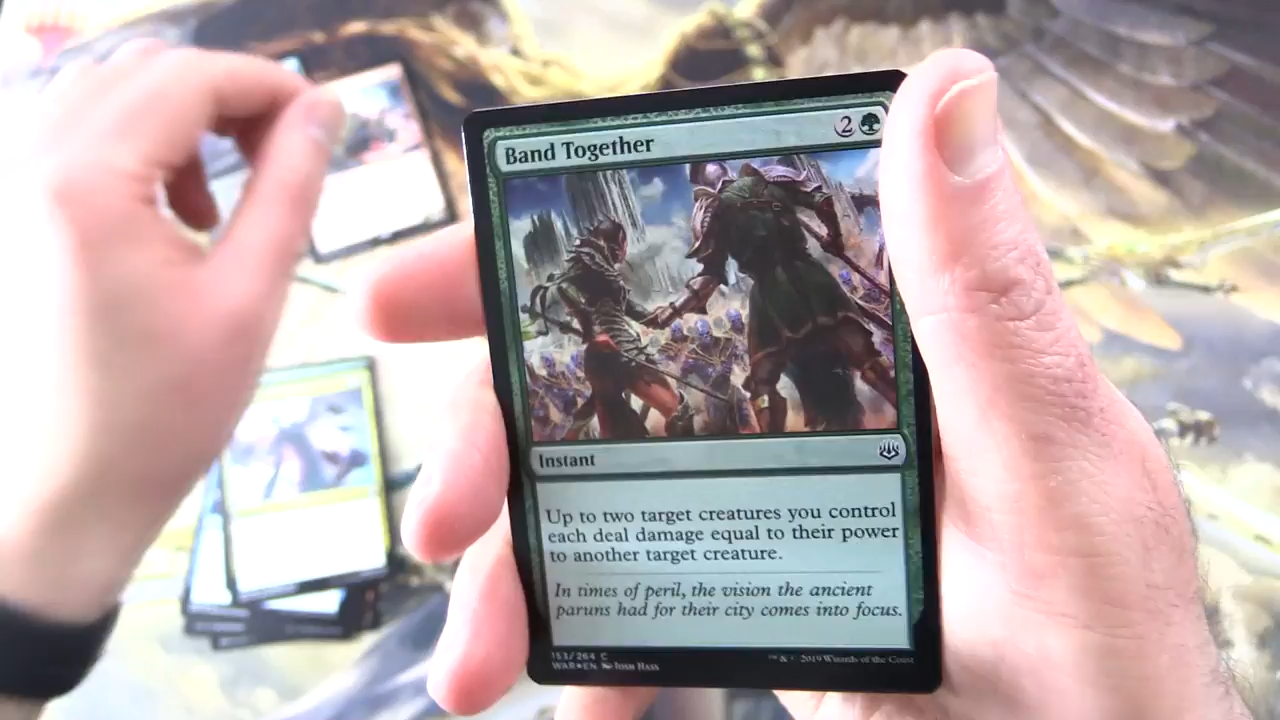 Band Together 2
Instant
Up to two target creatures you control
each deal damage equal to their power
to another target creature.
In times of peril, the vision the ancient
paruns had for their city comes into focus.
153/264 C
WAR★EN Josh Hass
™ & © 2019 Wizards of the Coast